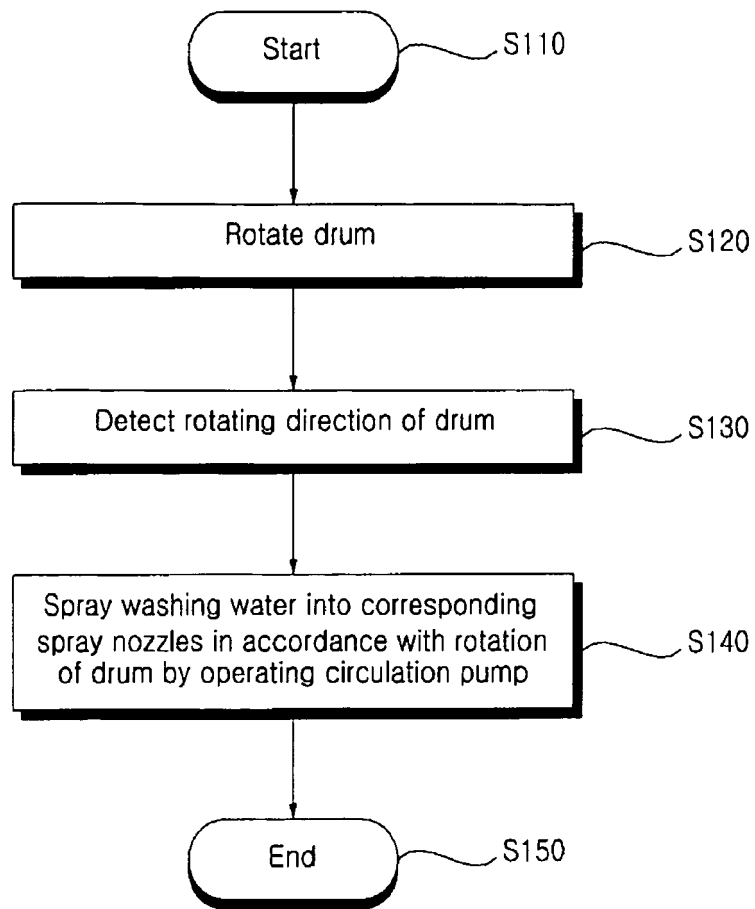 Start
S110
Rotate drum
S120
Detect rotating direction of drum
S130
Spray washing water into corresponding
spray nozzles in accordance with rotation
of drum by operating circulation pump
S140
End
S150